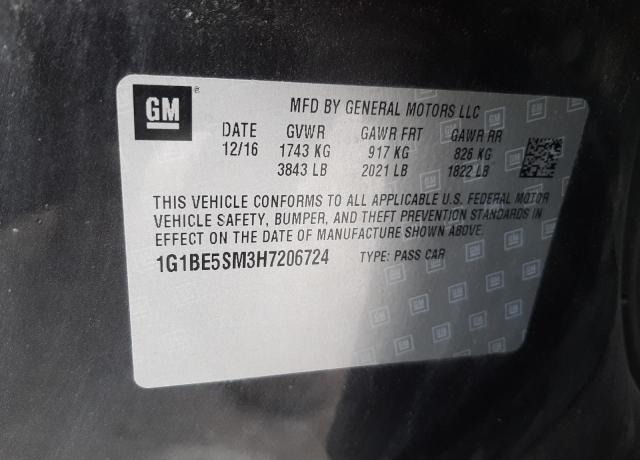 GM ®
MFD BY GENERAL MOTORS LLC
DATE GVWR GAWR FRT GAWR RR
12/16 1743 KG 917 KG 826 KG
3843 LB 2021 LB 1822 LB
THIS VEHICLE CONFORMS TO ALL APPLICABLE U.S. FEDERAL MOTOR
VEHICLE SAFETY, BUMPER, AND THEFT PREVENTION STANDARDS IN
EFFECT ON THE DATE OF MANUFACTURE SHOWN ABOVE.
1G1BE5SM3H7206724 TYPE: PASS CAR